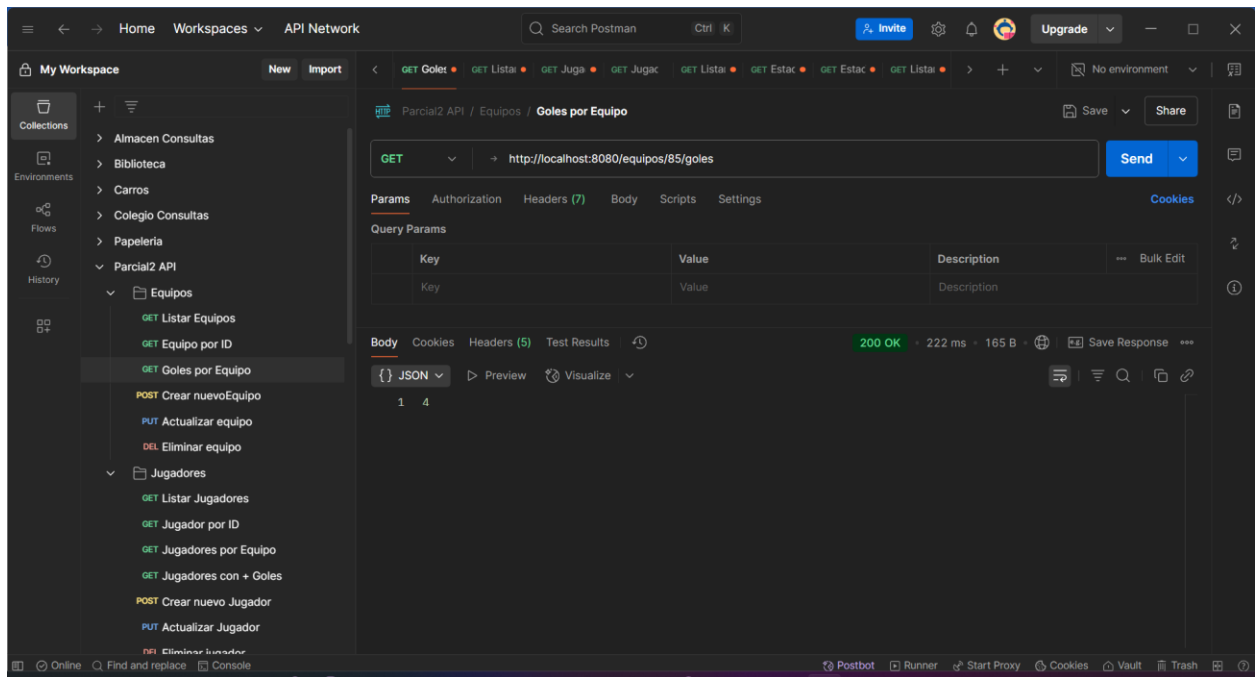 Home Workspaces API Network Search Postman Ctrl K Invite Upgrade
My Workspace New Import GET Goles GET Listar GET Juga GET Jugac GET Listar GET Estac GET Estac GET Listar No environment
Collections
Environments
Flows
History
Almacen Consultas
Biblioteca
Carros
Colegio Consultas
Papeleria
Parcial2 API
Equipos
GET Listar Equipos
GET Equipo por ID
GET Goles por Equipo
POST Crear nuevoEquipo
PUT Actualizar equipo
DEL Eliminar equipo
Jugadores
GET Listar Jugadores
GET Jugador por ID
GET Jugadores por Equipo
GET Jugadores con + Goles
POST Crear nuevo Jugador
PUT Actualizar Jugador
DEL Eliminar jugador
HTTP Parcial2 API / Equipos / Goles por Equipo Save Share
GET http://localhost:8080/equipos/85/goles Send
Params Authorization Headers (7) Body Scripts Settings Cookies
Query Params
Key Value Description Bulk Edit
Key Value Description
Body Cookies Headers (5) Test Results 200 OK 222 ms 165 B Save Response
{} JSON Preview Visualize
1 4
Online Find and replace Console Postbot Runner Start Proxy Cookies Vault Trash